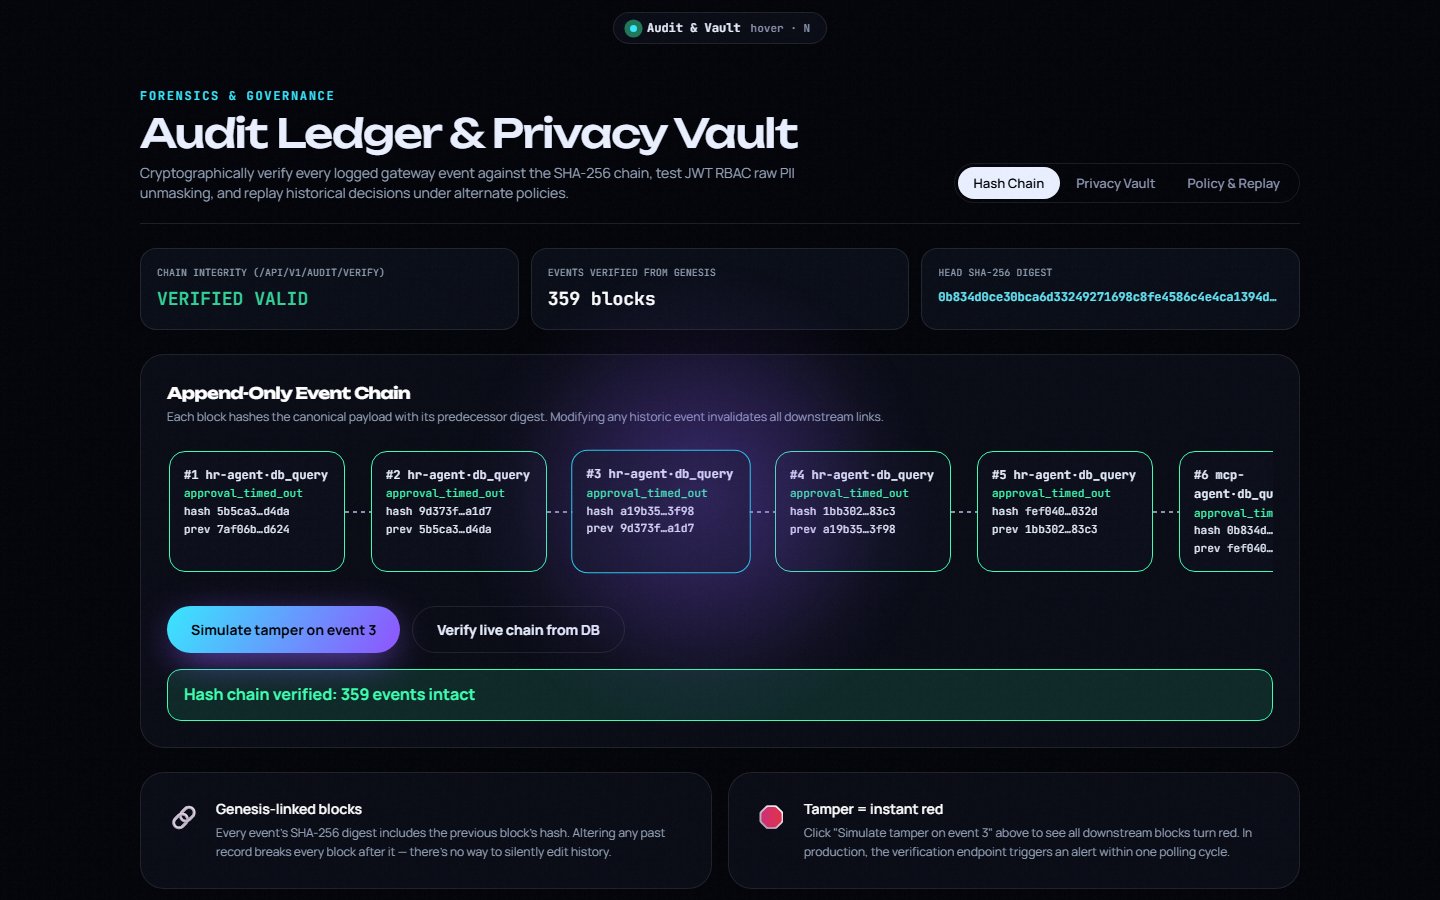 Audit & Vault hover · N
FORENSICS & GOVERNANCE
Audit Ledger & Privacy Vault
Cryptographically verify every logged gateway event against the SHA-256 chain, test JWT RBAC raw PII
unmasking, and replay historical decisions under alternate policies.
Hash Chain
Privacy Vault
Policy & Replay
CHAIN INTEGRITY (/API/V1/AUDIT/VERIFY)
VERIFIED VALID
EVENTS VERIFIED FROM GENESIS
359 blocks
HEAD SHA-256 DIGEST
0b834d0ce30bca6d33249271698c8fe4586c4e4ca1394d…
Append-Only Event Chain
Each block hashes the canonical payload with its predecessor digest. Modifying any historic event invalidates all downstream links.
#1 hr-agent·db_query
approval_timed_out
hash 5b5ca3…d4da
prev 7af06b…d624
#2 hr-agent·db_query
approval_timed_out
hash 9d373f…a1d7
prev 5b5ca3…d4da
#3 hr-agent·db_query
approval_timed_out
hash a19b35…3f98
prev 9d373f…a1d7
#4 hr-agent·db_query
approval_timed_out
hash 1bb302…83c3
prev a19b35…3f98
#5 hr-agent·db_query
approval_timed_out
hash fef040…032d
prev 1bb302…83c3
#6 mcp-
agent·db_qu
approval_tim
hash 0b834d…
prev fef040…
Simulate tamper on event 3
Verify live chain from DB
Hash chain verified: 359 events intact
Genesis-linked blocks
Every event's SHA-256 digest includes the previous block's hash. Altering any past
record breaks every block after it — there's no way to silently edit history.
Tamper = instant red
Click "Simulate tamper on event 3" above to see all downstream blocks turn red. In
production, the verification endpoint triggers an alert within one polling cycle.